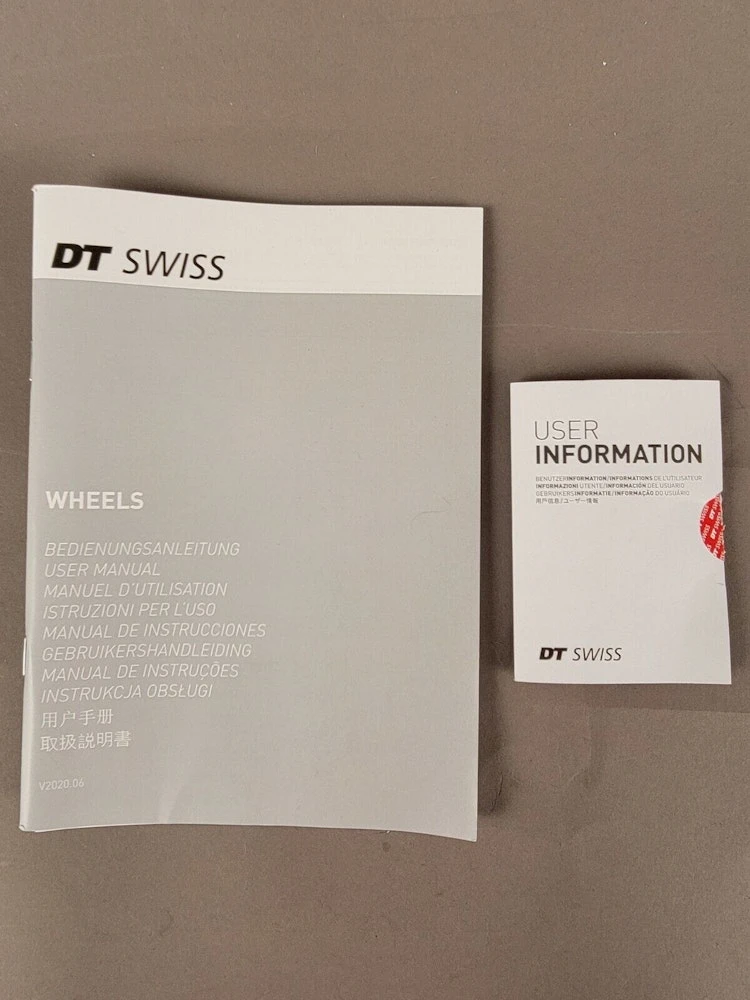 DT SWISS
WHEELS
BEDIENUNGSANLEITUNG
USER MANUAL
MANUEL D'UTILISATION
ISTRUZIONI PER L'USO
MANUAL DE INSTRUCCIONES
GEBRUIKERSHANDLEIDING
MANUAL DE INSTRUÇÕES
INSTRUKCJA OBSŁUGI
用户手册
取扱説明書
V2020.06
USER
INFORMATION
BENUTZERINFORMATION/INFORMATIONS DE L'UTILISATEUR
INFORMAZIONI UTENTE/INFORMACIÓN DEL USUARIO
GEBRUIKERSINFORMATIE/INFORMAÇÃO DO USUÁRIO
用戶信息/ユーザー情報
DT SWISS